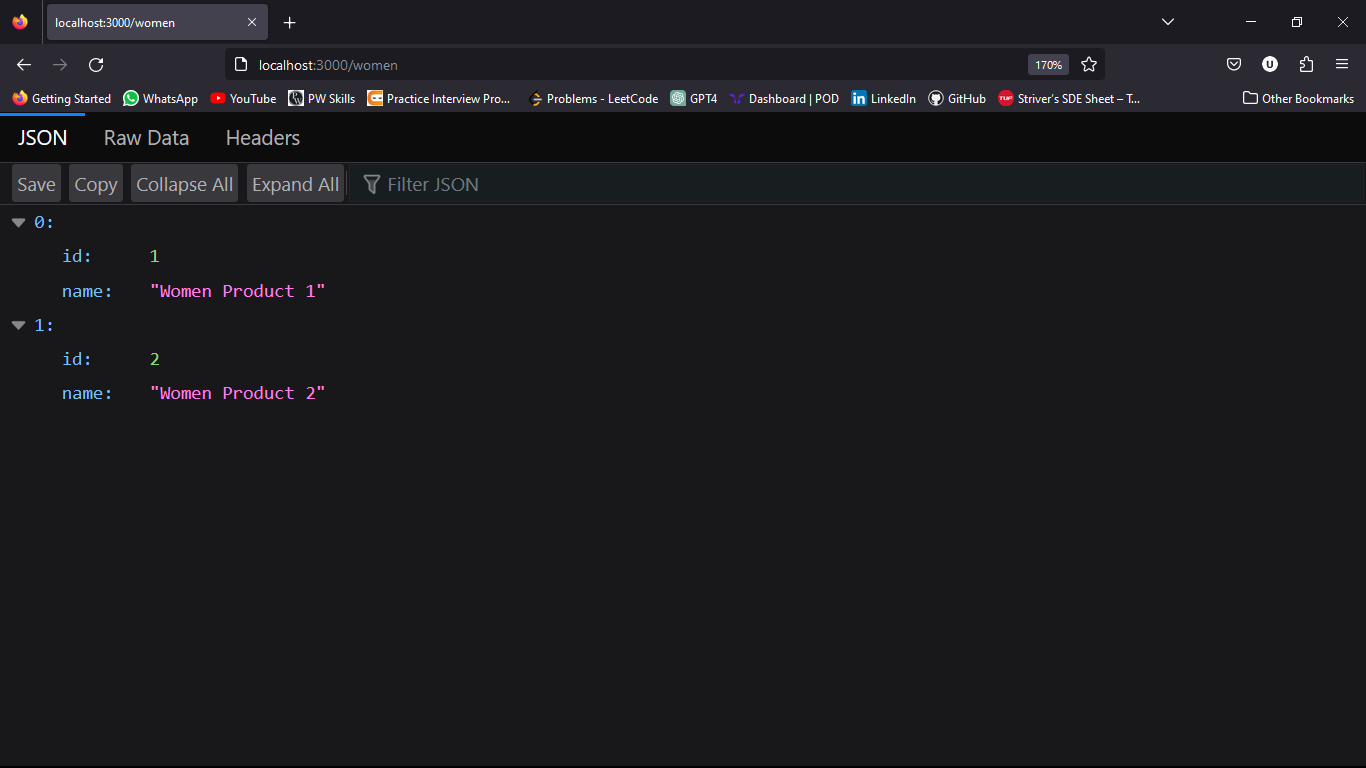 localhost:3000/women
localhost:3000/women 170% U
Getting Started WhatsApp YouTube PW Skills Practice Interview Pro... Problems - LeetCode GPT4 Dashboard | POD LinkedIn GitHub TUF Striver's SDE Sheet – T... Other Bookmarks
JSON Raw Data Headers
Save Copy Collapse All Expand All Filter JSON
0:
id: 1
name: "Women Product 1"
1:
id: 2
name: "Women Product 2"